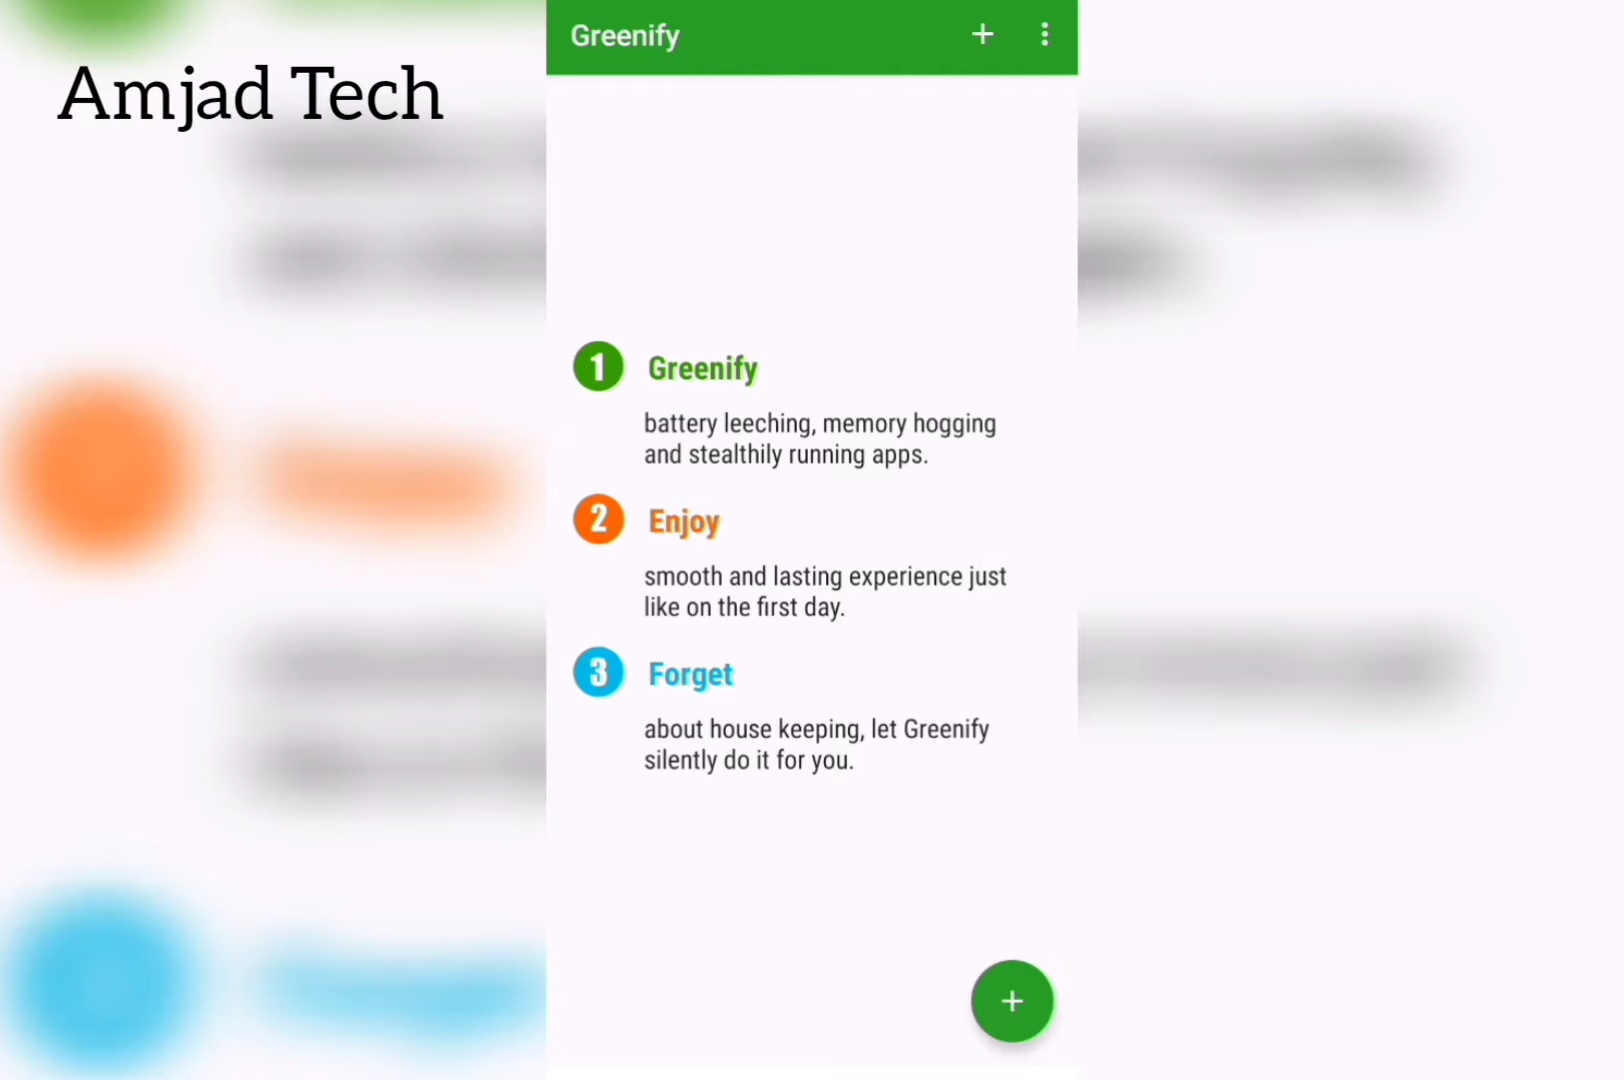 Amjad Tech
Greenify
1 Greenify
battery leeching, memory hogging
and stealthily running apps.
2 Enjoy
smooth and lasting experience just
like on the first day.
3 Forget
about house keeping, let Greenify
silently do it for you.